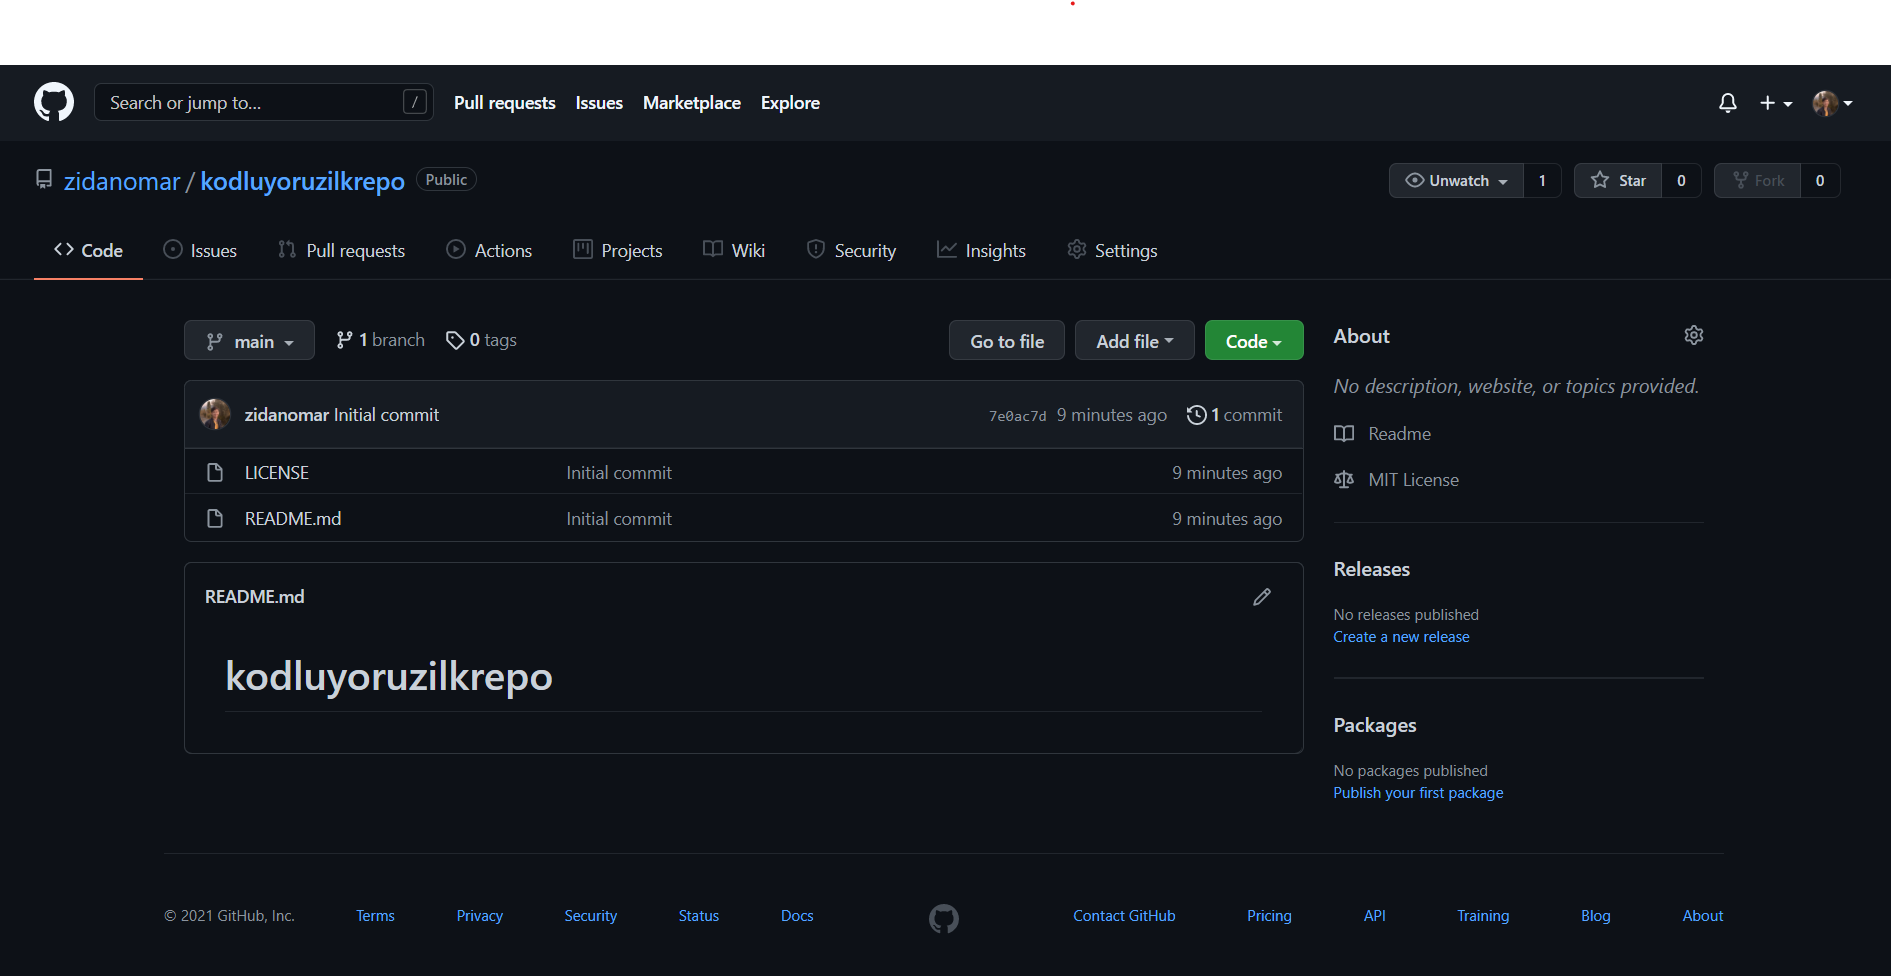 Search or jump to... /
Pull requests Issues Marketplace Explore
zidanomar / kodluyoruzilkrepo Public
Unwatch 1 Star 0 Fork 0
Code Issues Pull requests Actions Projects Wiki Security Insights Settings
main 1 branch 0 tags Go to file Add file Code
zidanomar Initial commit 7e0ac7d 9 minutes ago 1 commit
LICENSE Initial commit 9 minutes ago
README.md Initial commit 9 minutes ago
README.md
kodluyoruzilkrepo
About
No description, website, or topics provided.
Readme
MIT License
Releases
No releases published
Create a new release
Packages
No packages published
Publish your first package
© 2021 GitHub, Inc. Terms Privacy Security Status Docs Contact GitHub Pricing API Training Blog About